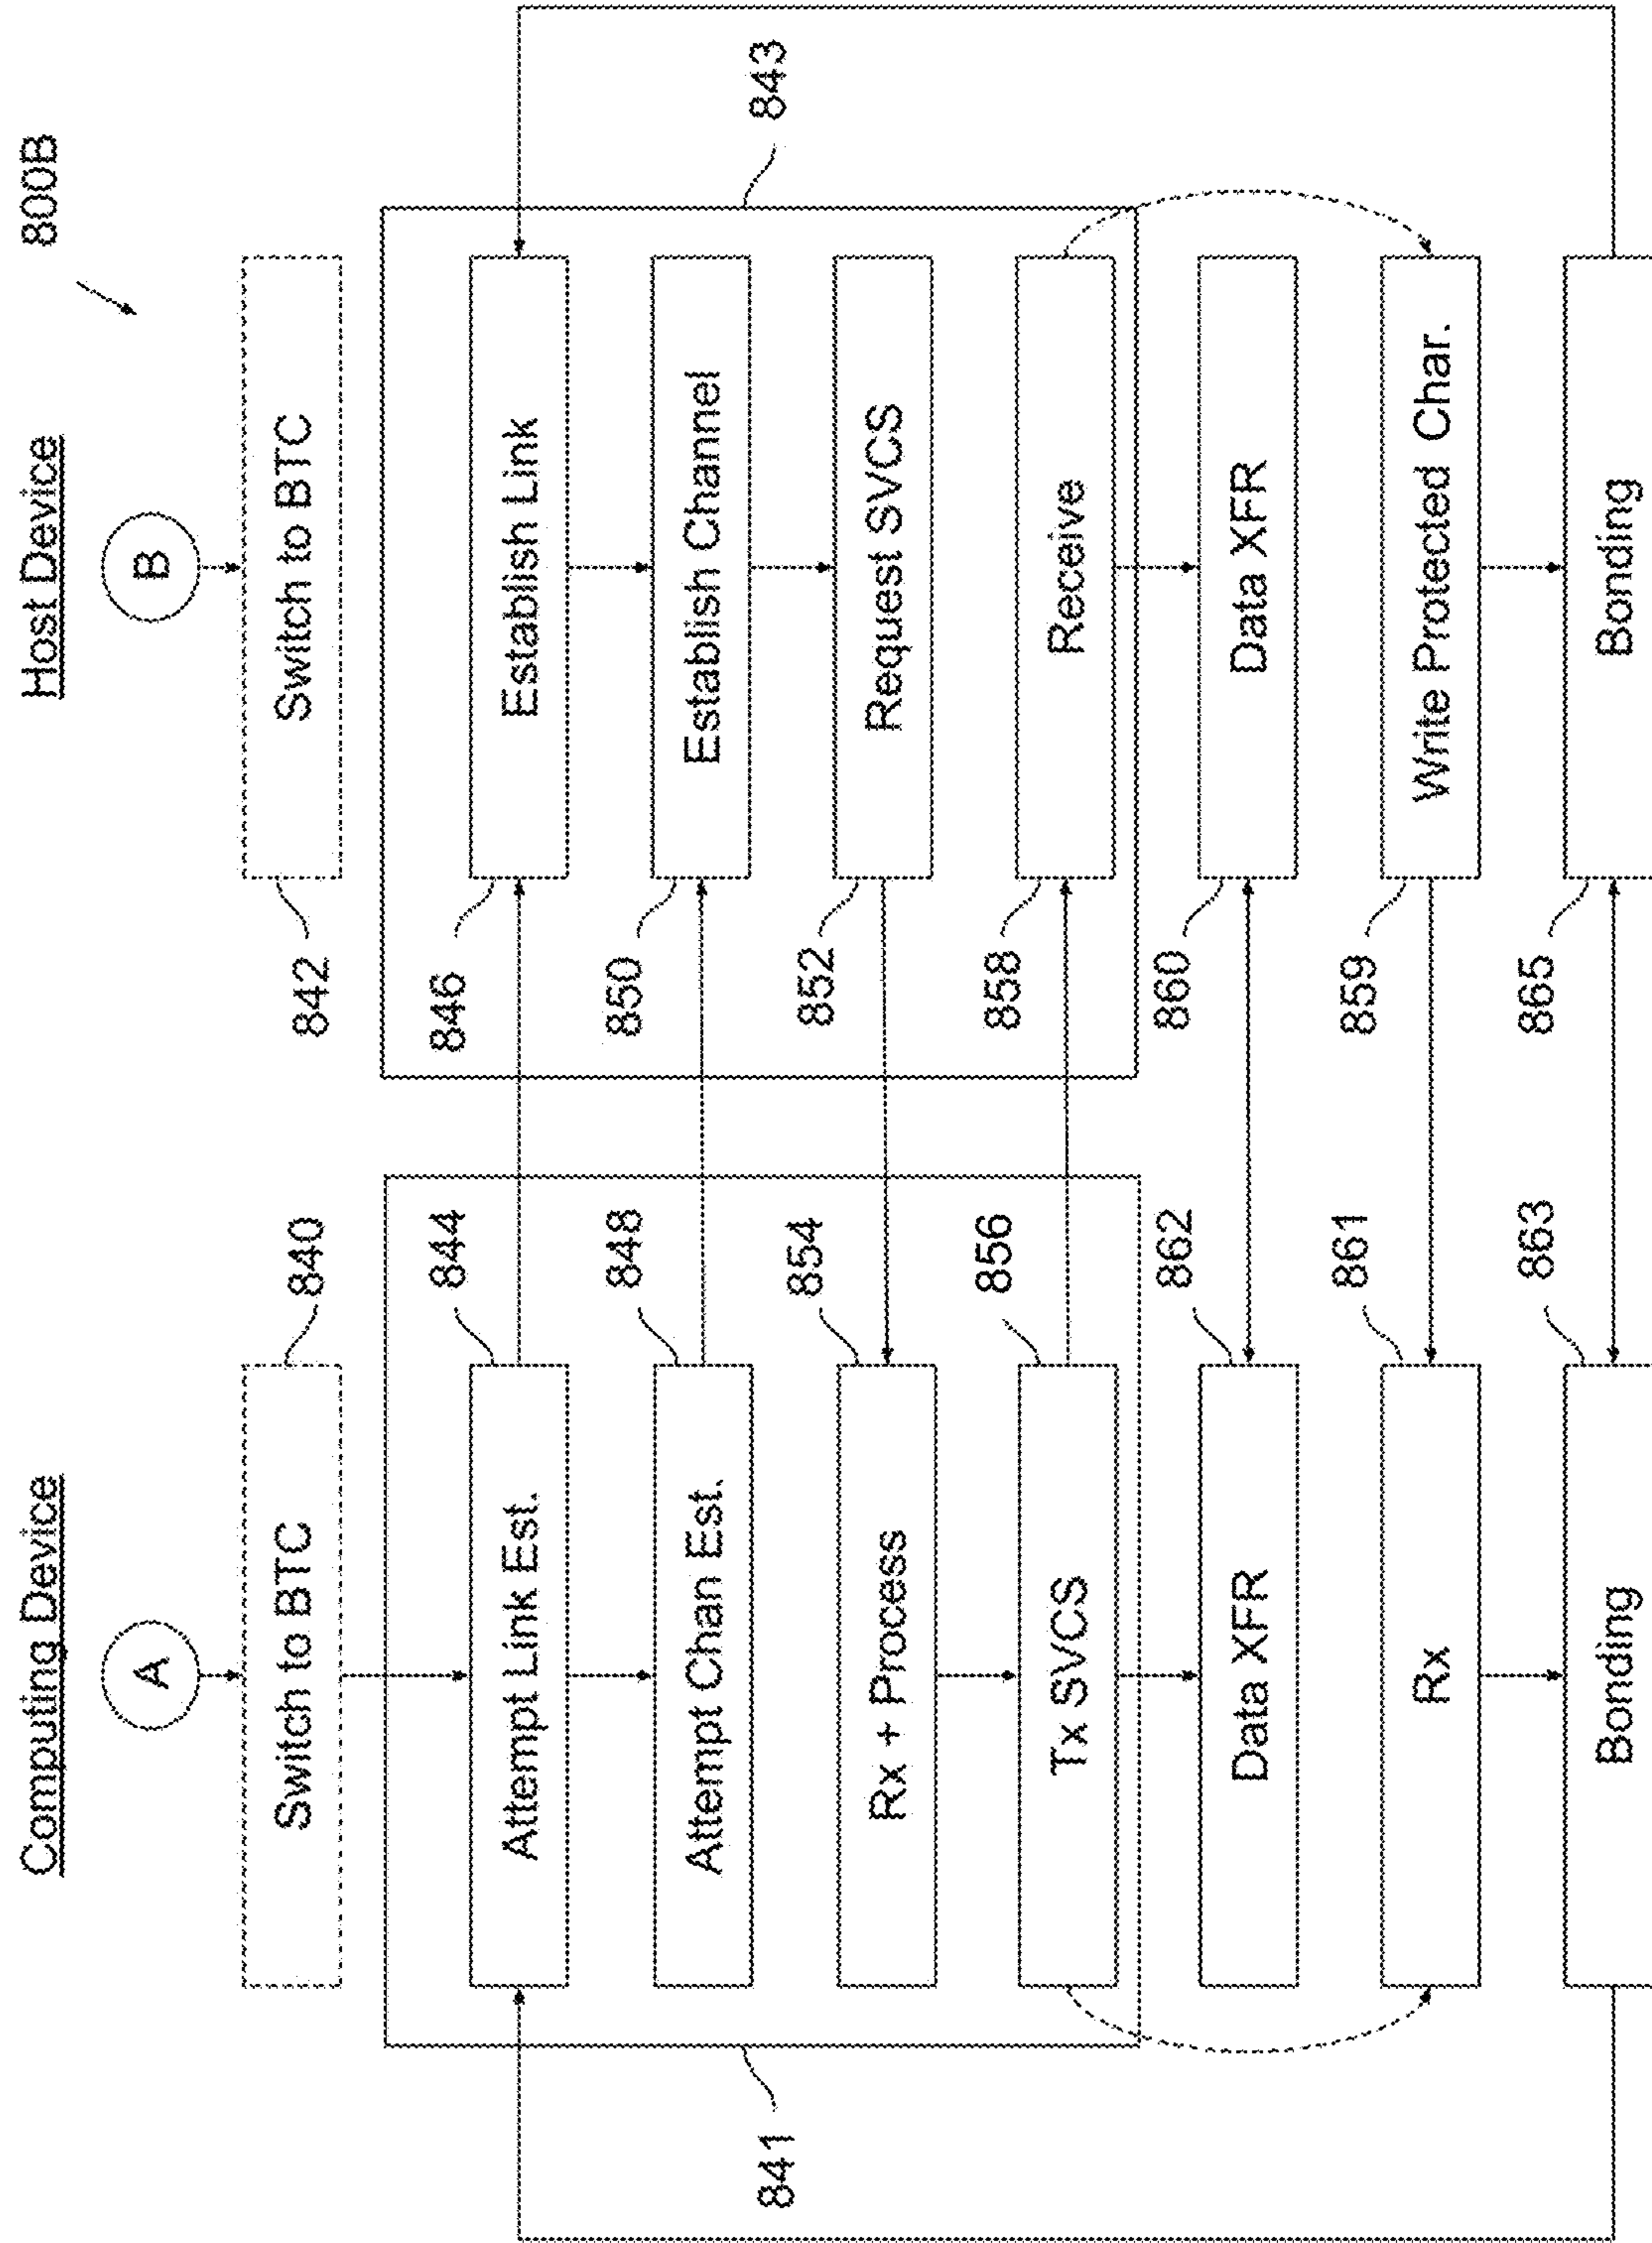 800B
Computing Device
Host Device
A
B
840
Switch to BTC
842
Switch to BTC
841
843
844
Attempt Link Est.
846
Establish Link
848
Attempt Chan Est.
850
Establish Channel
852
Request SVCS
854
Rx + Process
856
Tx SVCS
858
Receive
862
Data XFR
860
Data XFR
861
Rx
859
Write Protected Char.
863
Bonding
865
Bonding